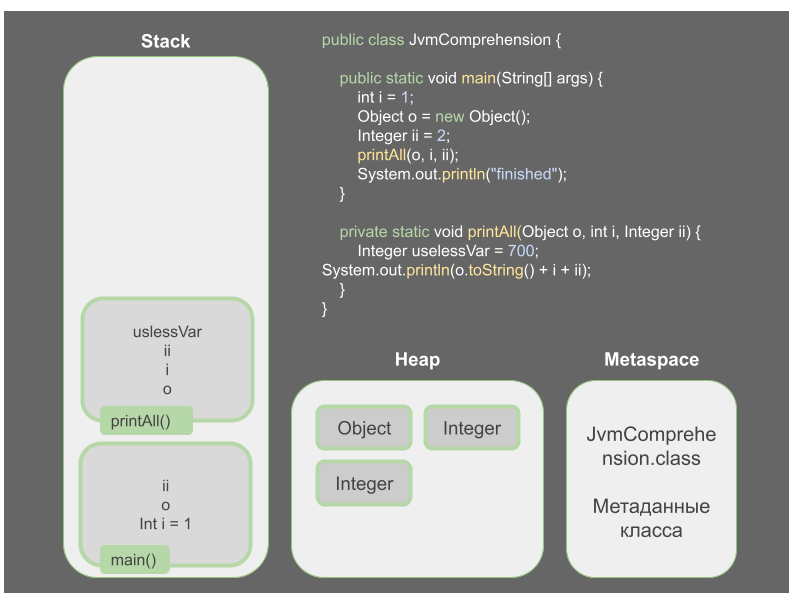 Stack
public class JvmComprehension {
public static void main(String[] args) {
int i = 1;
Object o = new Object();
Integer ii = 2;
printAll(o, i, ii);
System.out.println("finished");
}
private static void printAll(Object o, int i, Integer ii) {
Integer uselessVar = 700;
System.out.println(o.toString() + i + ii);
}
}
uslessVar
ii
i
o
printAll()
ii
o
Int i = 1
main()
Heap
Object
Integer
Integer
Metaspace
JvmComprehe
nsion.class
Метаданные
класса